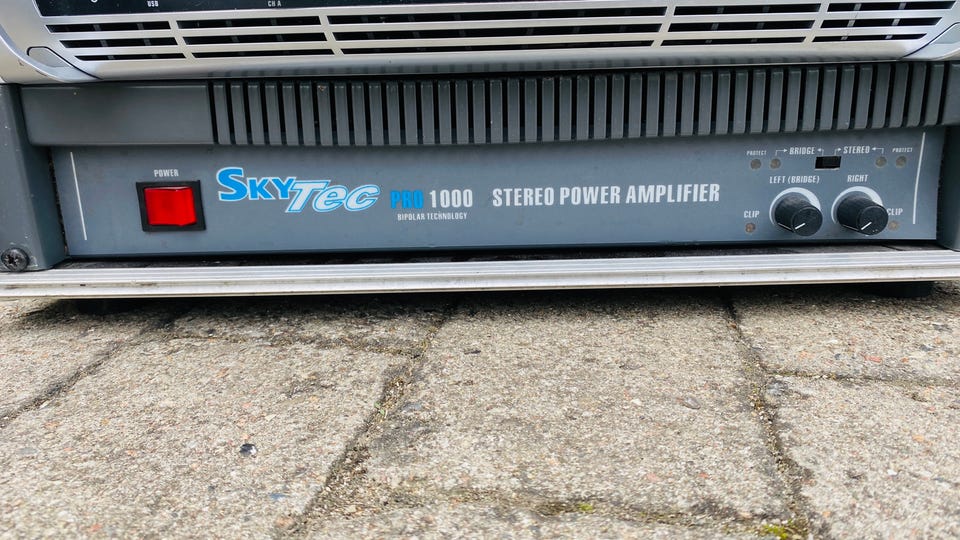 USB
CH A
POWER
SKYTEC PRO 1000 STEREO POWER AMPLIFIER
BIPOLAR TECHNOLOGY
PROTECT BRIDGE STEREO PROTECT
LEFT (BRIDGE) RIGHT
CLIP CLIP